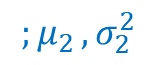 ; μ₂ , σ₂²